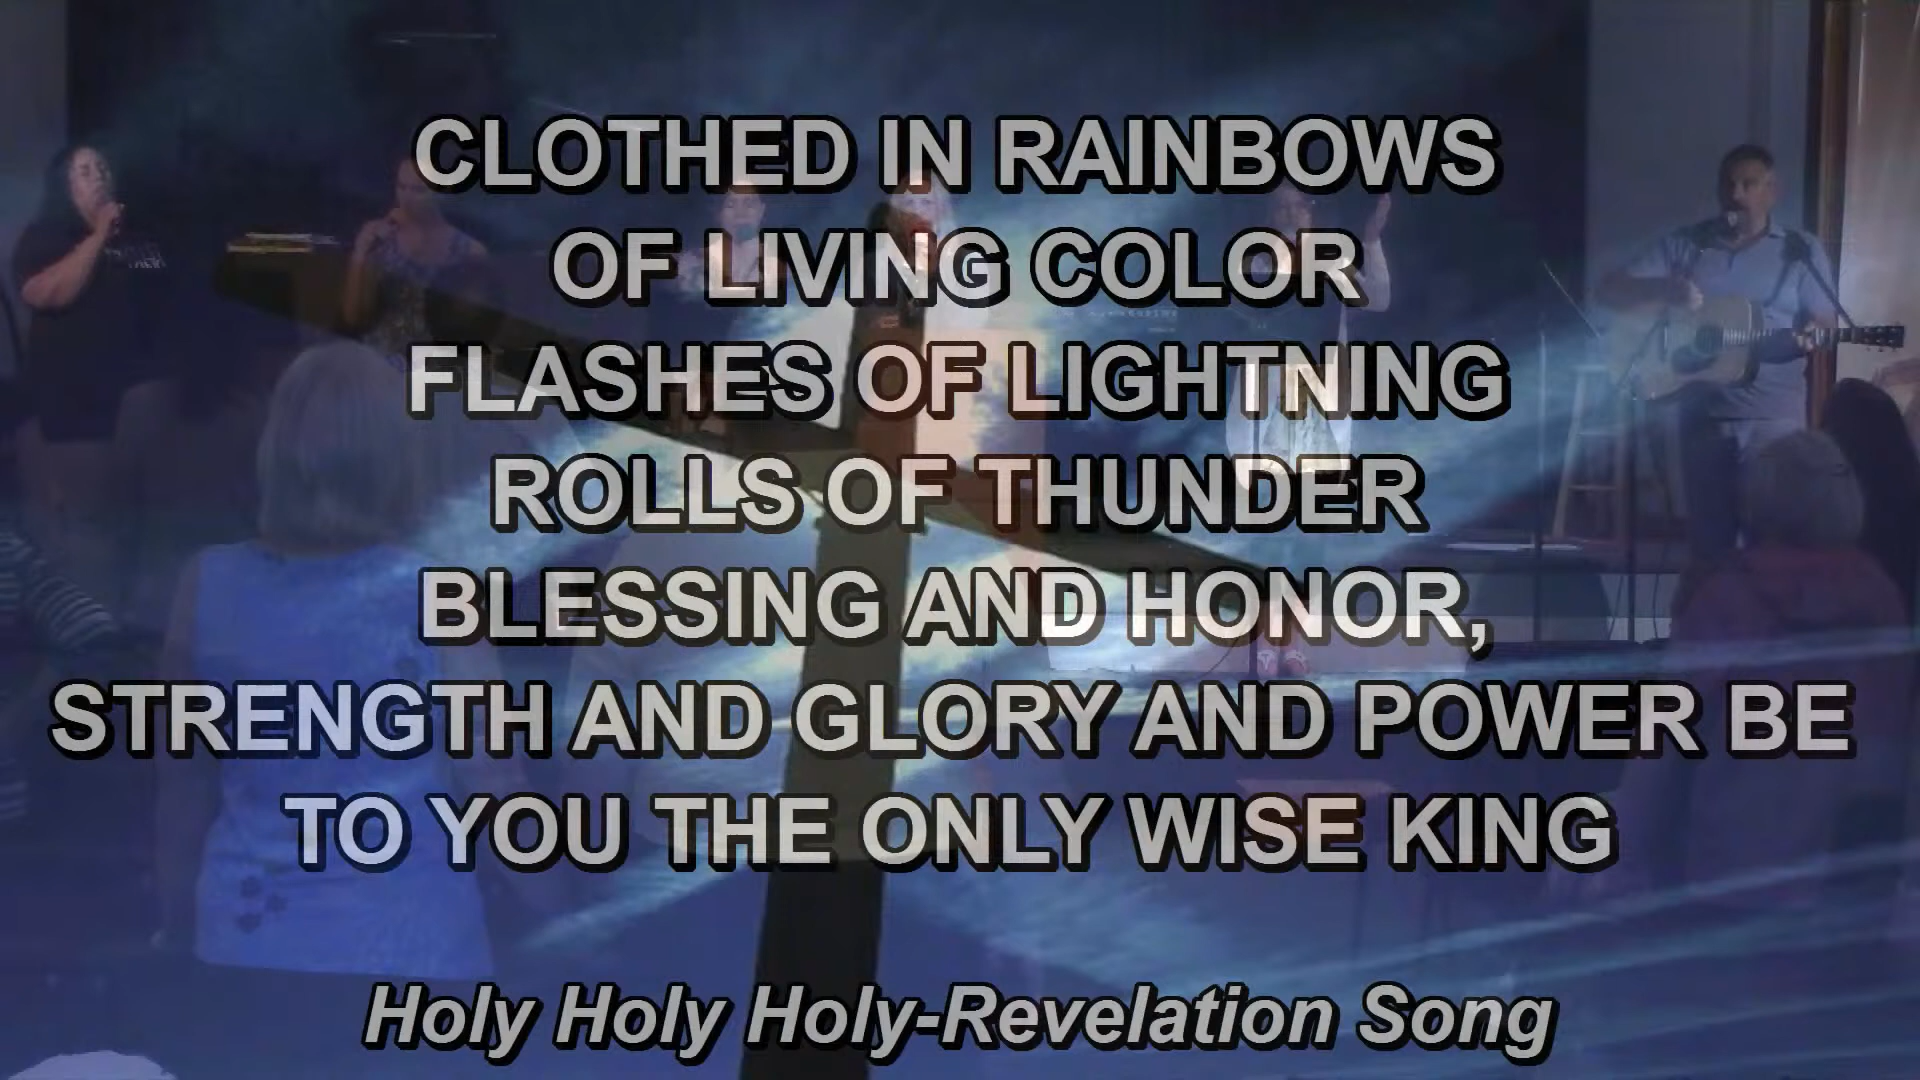 CLOTHED IN RAINBOWS
OF LIVING COLOR
FLASHES OF LIGHTNING
ROLLS OF THUNDER
BLESSING AND HONOR,
STRENGTH AND GLORY AND POWER BE
TO YOU THE ONLY WISE KING
Holy Holy Holy-Revelation Song